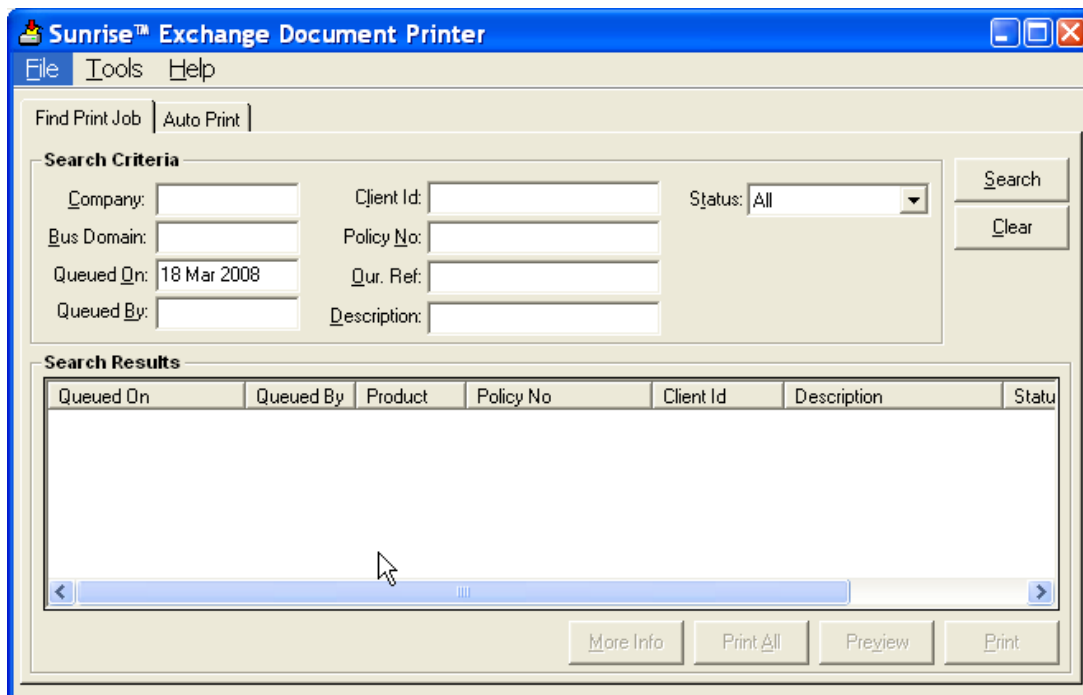 Sunrise™ Exchange Document Printer
File Tools Help
Find Print Job Auto Print
Search Criteria
Company: Client Id: Status: All Search
Bus Domain: Policy No: Clear
Queued On: 18 Mar 2008 Our. Ref:
Queued By: Description:
Search Results
Queued On Queued By Product Policy No Client Id Description Statu
More Info Print All Preview Print